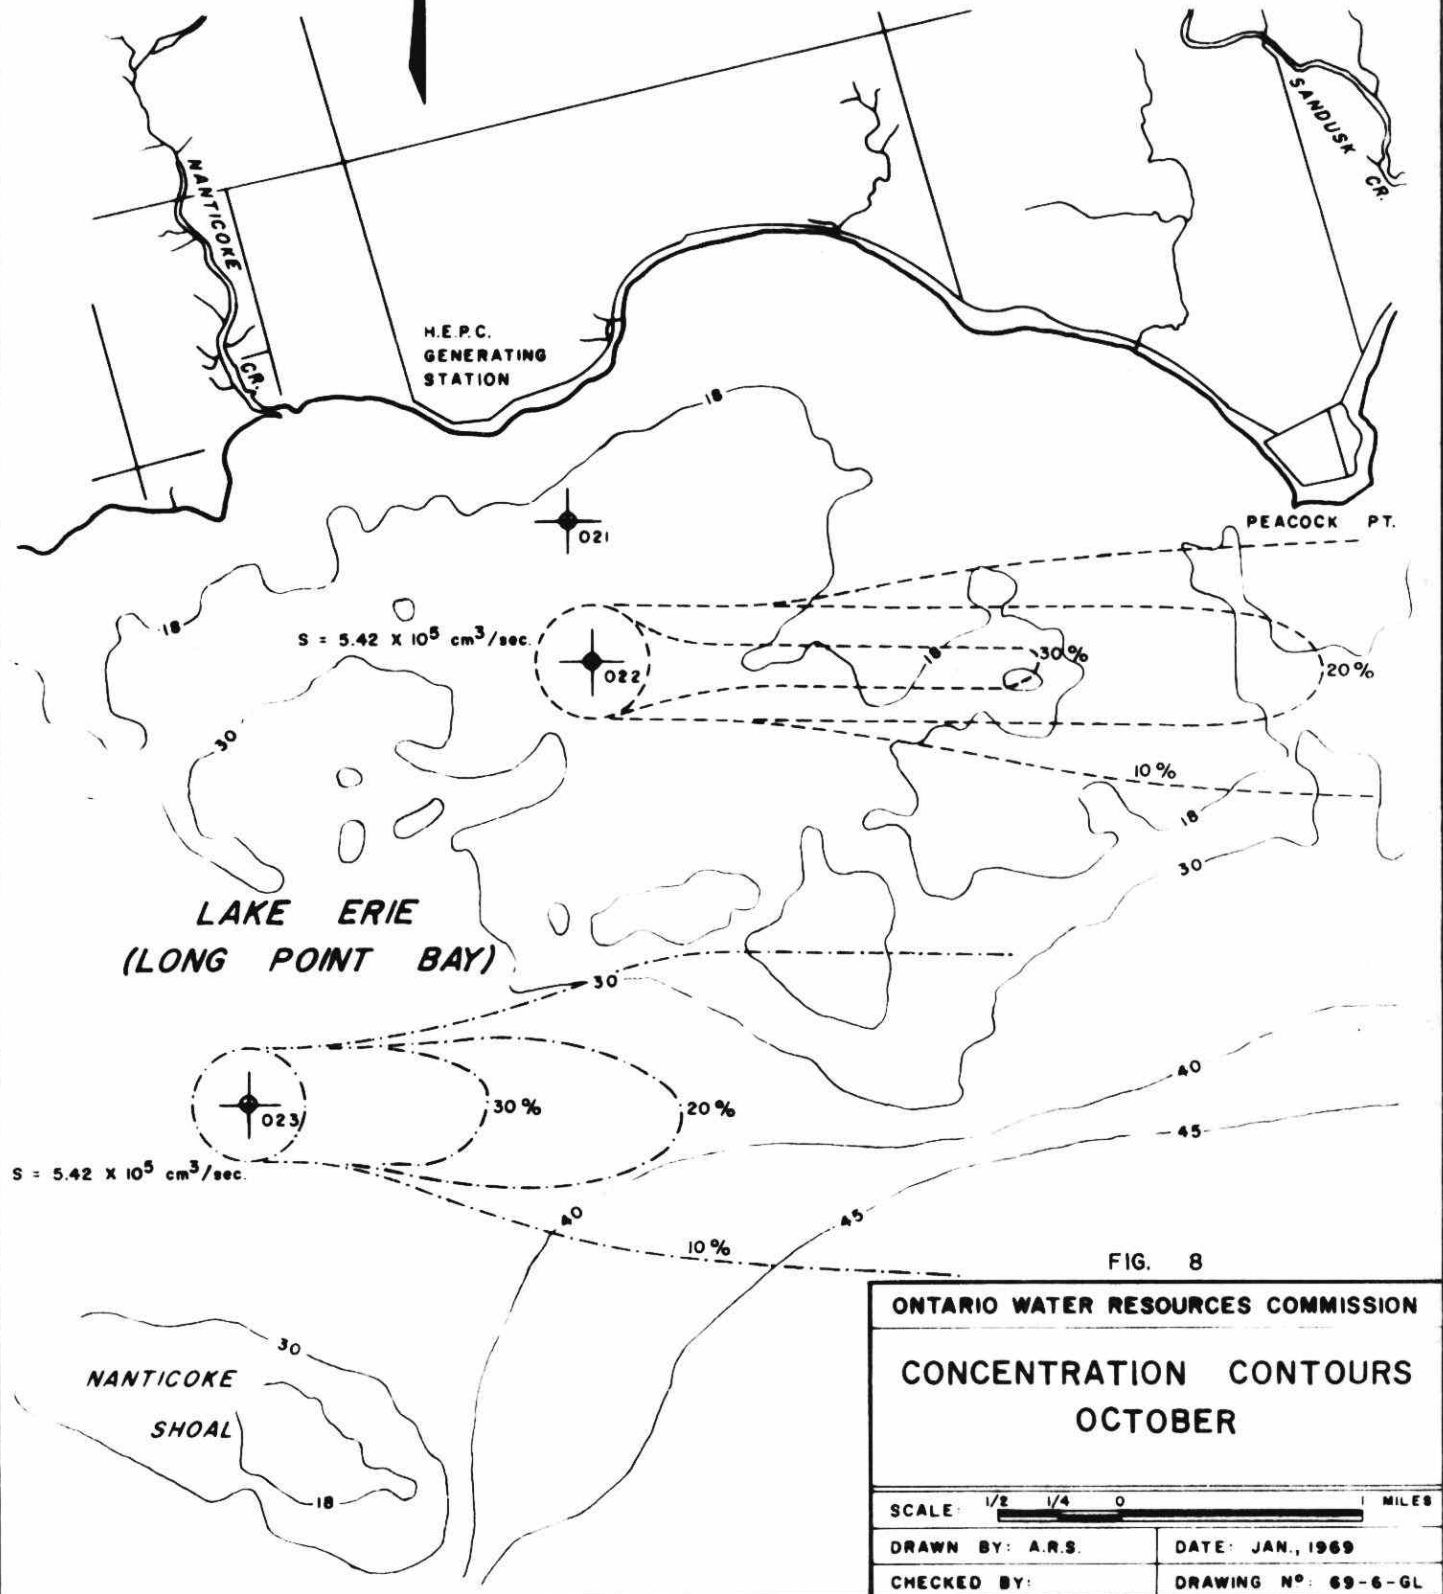 SANDUSK CR.
NANTICOKE CR.
H.E.P.C.
GENERATING
STATION
18
021
PEACOCK PT.
18
S = 5.42 X 10⁵ cm³/sec.
022
18
30%
20%
30
10%
18
30
LAKE ERIE
(LONG POINT BAY)
30
40
023
30%
20%
45
S = 5.42 X 10⁵ cm³/sec.
40
45
10%
FIG. 8
ONTARIO WATER RESOURCES COMMISSION
30
CONCENTRATION CONTOURS
OCTOBER
NANTICOKE
SHOAL
18
SCALE: 1/2 1/4 0 1 MILES
DRAWN BY: A.R.S. DATE: JAN., 1969
CHECKED BY: DRAWING Nº: 69-6-GL